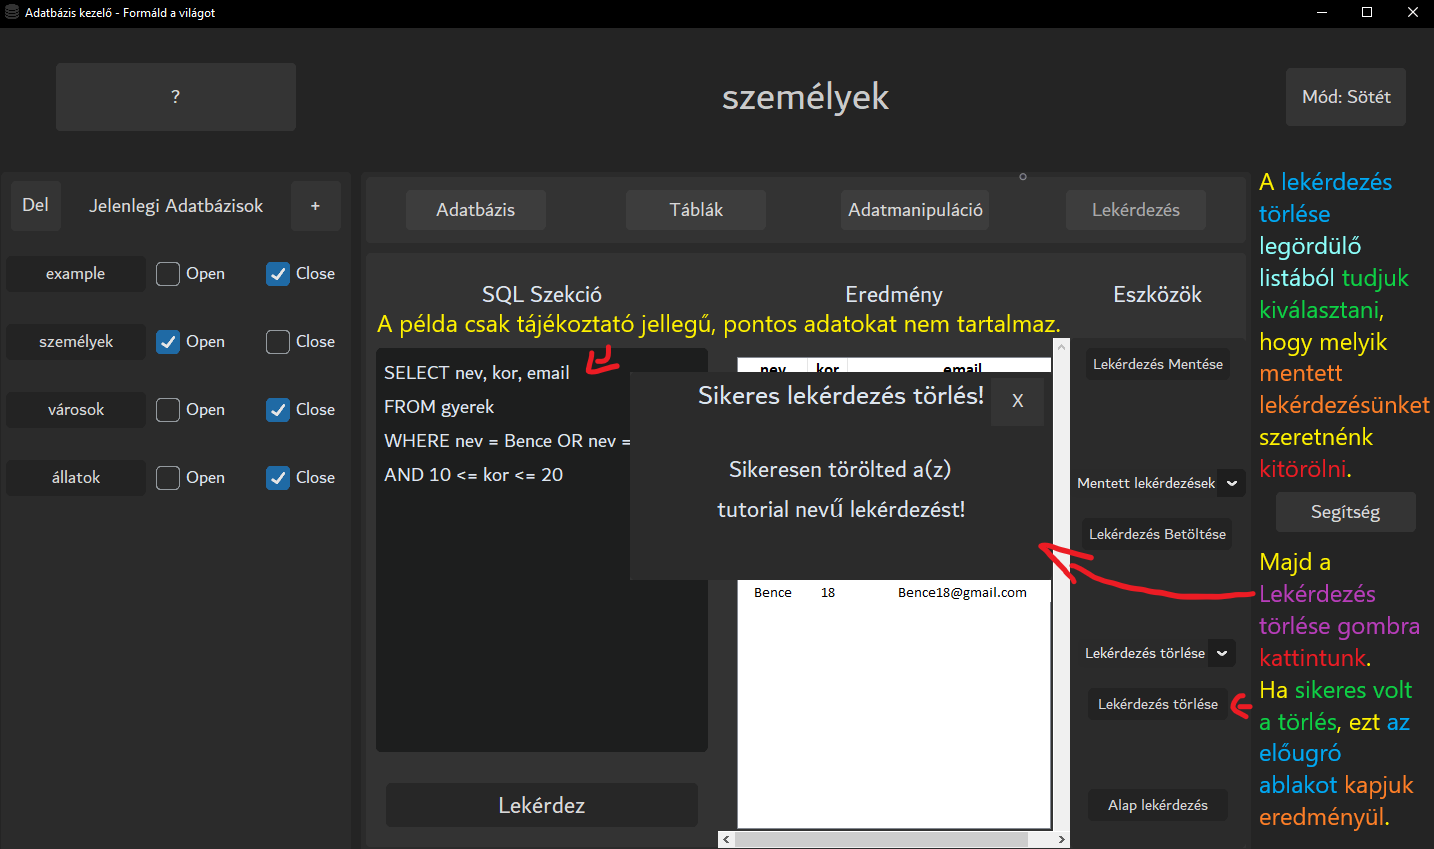 Adatbázis kezelő - Formáld a világot
?
személyek
Mód: Sötét
Del
Jelenlegi Adatbázisok
+
example
Open
Close
személyek
Open
Close
városok
Open
Close
állatok
Open
Close
Adatbázis
Táblák
Adatmanipuláció
Lekérdezés
SQL Szekció
Eredmény
Eszközök
A példa csak tájékoztató jellegű, pontos adatokat nem tartalmaz.
SELECT nev, kor, email
FROM gyerek
WHERE nev = Bence OR nev =
AND 10 <= kor <= 20
Lekérdez
nev kor email
Sikeres lekérdezés törlés!
X
Sikeresen törölted a(z)
tutorial nevű lekérdezést!
Bence 18 Bence18@gmail.com
Lekérdezés Mentése
Mentett lekérdezések
Lekérdezés Betöltése
Lekérdezés törlése
Lekérdezés törlése
Alap lekérdezés
A lekérdezés
törlése
legördülő
listából tudjuk
kiválasztani,
hogy melyik
mentett
lekérdezésünket
szeretnénk
kitörölni.
Segítség
Majd a
Lekérdezés
törlése gombra
kattintunk.
Ha sikeres volt
a törlés, ezt az
előugró
ablakot kapjuk
eredményül.